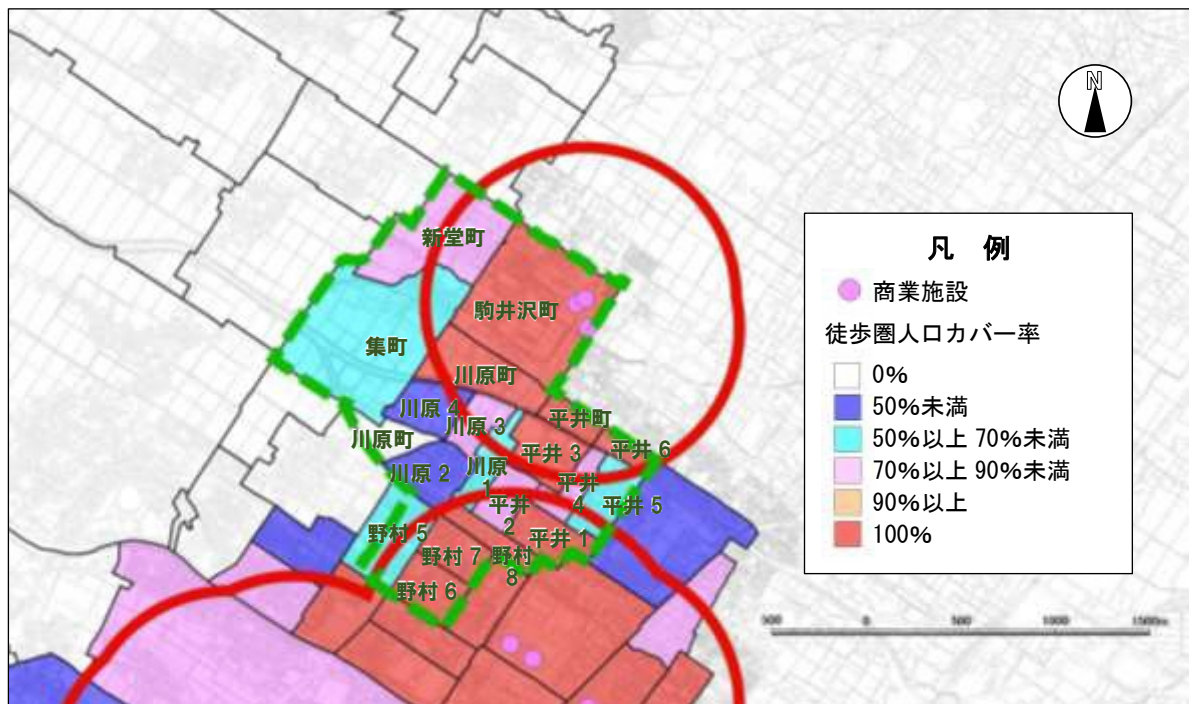 N
新堂町
駒井沢町
集町
川原町
川原 4
川原 3
平井町
川原町
平井 3
平井 6
川原 2
川原
1
平井
4
平井 5
平井
2
野村 5
平井 1
野村 7
野村
8
野村 6
凡 例
商業施設
徒歩圏人口カバー率
0%
50%未満
50%以上 70%未満
70%以上 90%未満
90%以上
100%
500 0 500 1000 1500m